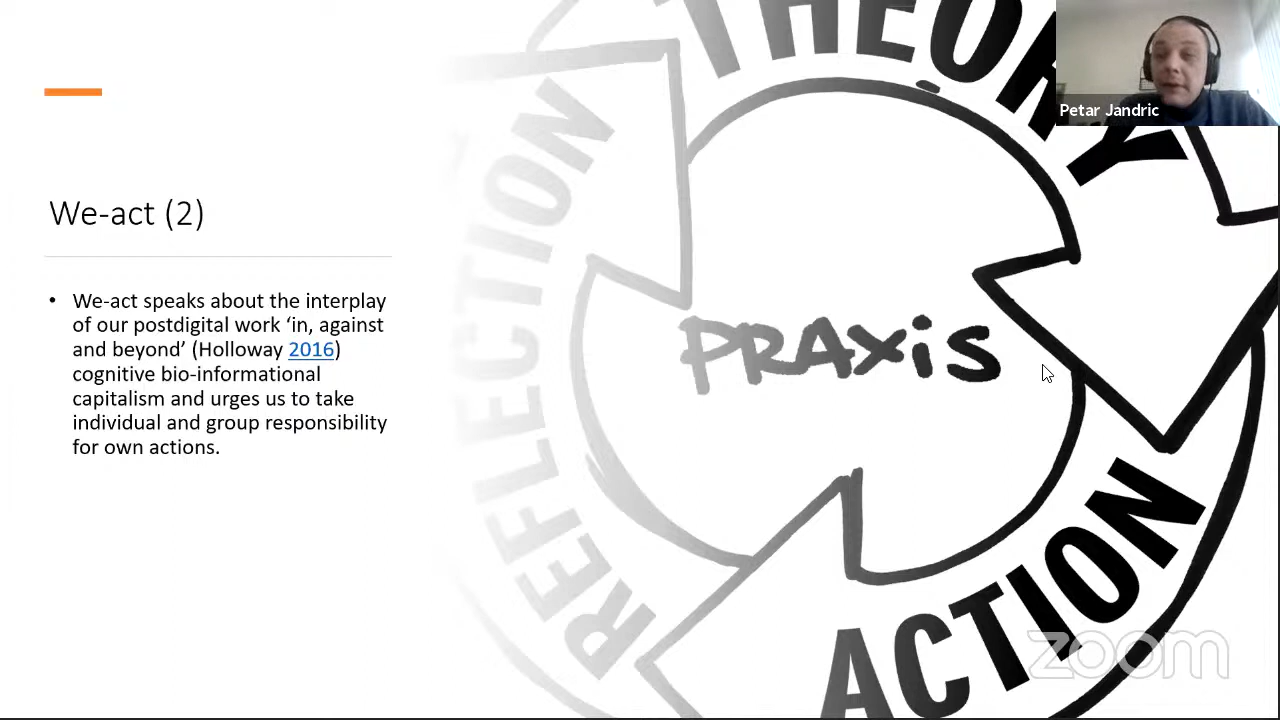 We-act (2)
• We-act speaks about the interplay
of our postdigital work ‘in, against
and beyond’ (Holloway 2016)
cognitive bio-informational
capitalism and urges us to take
individual and group responsibility
for own actions.
THEORY
REFLECTION
PRAXiS
ACTION
Petar Jandric
zoom